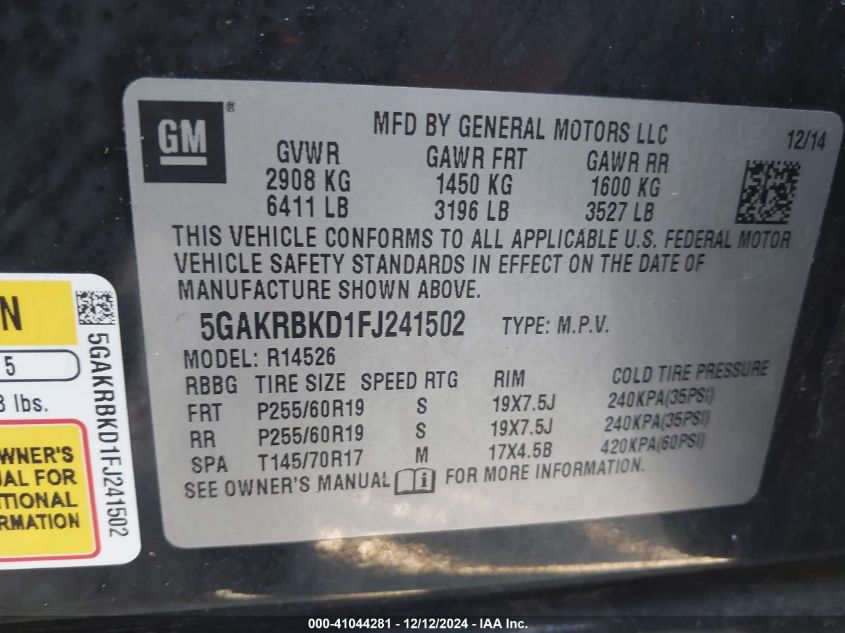 GM ®
MFD BY GENERAL MOTORS LLC
12/14
GVWR GAWR FRT GAWR RR
2908 KG 1450 KG 1600 KG
6411 LB 3196 LB 3527 LB
THIS VEHICLE CONFORMS TO ALL APPLICABLE U.S. FEDERAL MOTOR
VEHICLE SAFETY STANDARDS IN EFFECT ON THE DATE OF
MANUFACTURE SHOWN ABOVE.
5GAKRBKD1FJ241502 TYPE: M.P.V.
MODEL: R14526
RBBG TIRE SIZE SPEED RTG RIM COLD TIRE PRESSURE
FRT P255/60R19 S 19X7.5J 240KPA(35PSI)
RR P255/60R19 S 19X7.5J 240KPA(35PSI)
SPA T145/70R17 M 17X4.5B 420KPA(60PSI)
SEE OWNER'S MANUAL i FOR MORE INFORMATION.
N
5
lbs.
WNER'S
UAL FOR
ITIONAL
RMATION
5GAKRBKD1FJ241502
000-41044281 - 12/12/2024 - IAA Inc.